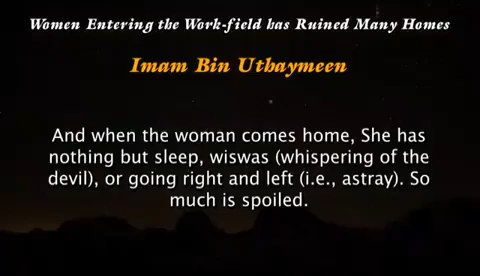 Women Entering the Work-field has Ruined Many Homes
Imam Bin Uthaymeen
And when the woman comes home, She has
nothing but sleep, wiswas (whispering of the
devil), or going right and left (i.e., astray). So
much is spoiled.